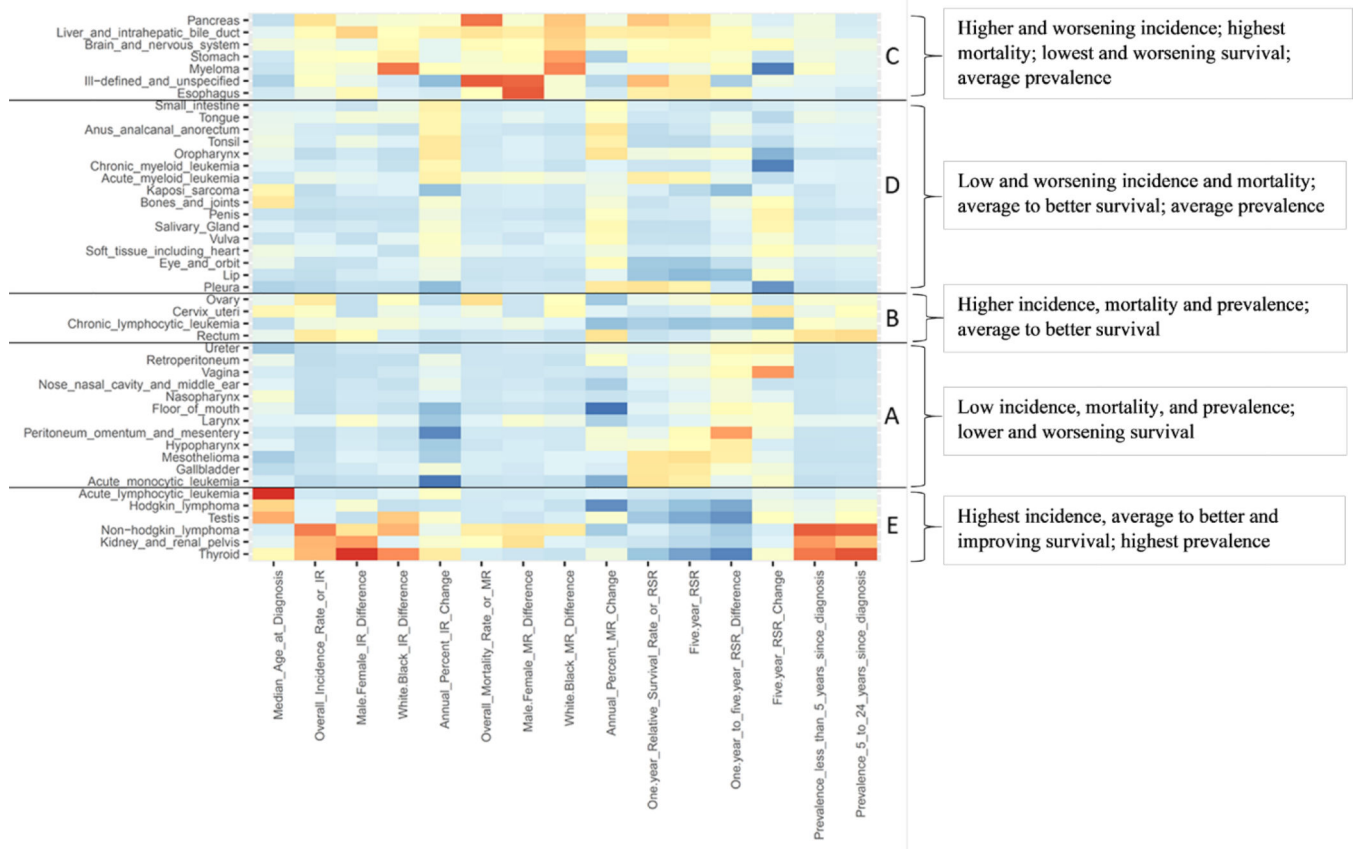 Pancreas
Liver_and_intrahepatic_bile_duct
Brain_and_nervous_system
Stomach
Myeloma
Ill−defined_and_unspecified
Esophagus
C
Higher and worsening incidence; highest
mortality; lowest and worsening survival;
average prevalence
Small_intestine
Tongue
Anus_analcanal_anorectum
Tonsil
Oropharynx
Chronic_myeloid_leukemia
Acute_myeloid_leukemia
Kaposi_sarcoma
Bones_and_joints
Penis
Salivary_Gland
Vulva
Soft_tissue_including_heart
Eye_and_orbit
Lip
Pleura
D
Low and worsening incidence and mortality;
average to better survival; average prevalence
Ovary
Cervix_uteri
Chronic_lymphocytic_leukemia
Rectum
B
Higher incidence, mortality and prevalence;
average to better survival
Ureter
Retroperitoneum
Vagina
Nose_nasal_cavity_and_middle_ear
Nasopharynx
Floor_of_mouth
Larynx
Peritoneum_omentum_and_mesentery
Hypopharynx
Mesothelioma
Gallbladder
Acute_monocytic_leukemia
A
Low incidence, mortality, and prevalence;
lower and worsening survival
Acute_lymphocytic_leukemia
Hodgkin_lymphoma
Testis
Non−hodgkin_lymphoma
Kidney_and_renal_pelvis
Thyroid
E
Highest incidence, average to better and
improving survival; highest prevalence
Median_Age_at_Diagnosis
Overall_Incidence_Rate_or_IR
Male.Female_IR_Difference
White.Black_IR_Difference
Annual_Percent_IR_Change
Overall_Mortality_Rate_or_MR
Male.Female_MR_Difference
White.Black_MR_Difference
Annual_Percent_MR_Change
One.year_Relative_Survival_Rate_or_RSR
Five.year_RSR
One.year_to_five.year_RSR_Difference
Five.year_RSR_Change
Prevalence_less_than_5_years_since_diagnosis
Prevalence_5_to_24_years_since_diagnosis